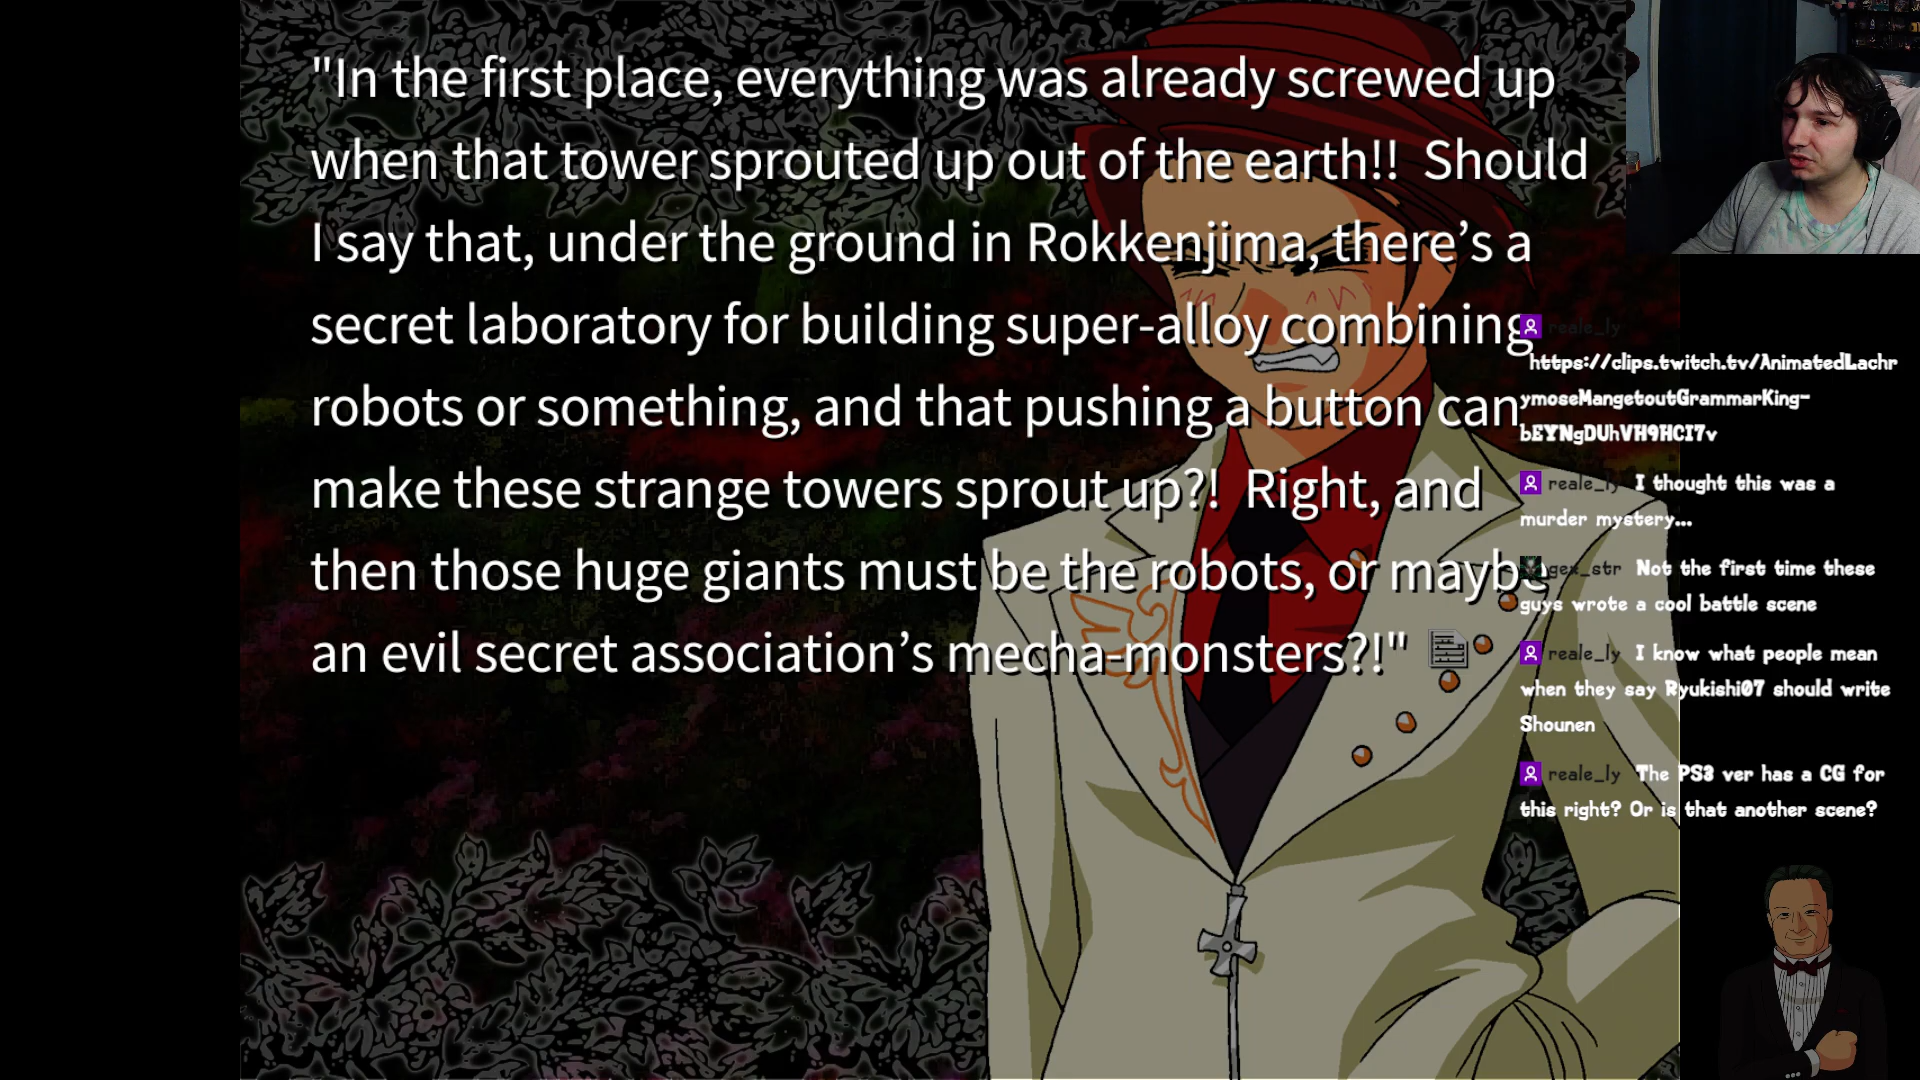 "In the first place, everything was already screwed up
when that tower sprouted up out of the earth!!  Should
I say that, under the ground in Rokkenjima, there’s a
secret laboratory for building super-alloy combining
robots or something, and that pushing a button can
make these strange towers sprout up?!  Right, and
then those huge giants must be the robots, or maybe
an evil secret association’s mecha-monsters?!"
reale_ly
https://clips.twitch.tv/AnimatedLachr
ymoseMangetoutGrammarKing-
bEYNgDUhVH9HCI7v
reale_ly I thought this was a
murder mystery...
gex_str Not the first time these
guys wrote a cool battle scene
reale_ly I know what people mean
when they say Ryukishi07 should write
Shounen
reale_ly The PS3 ver has a CG for
this right? Or is that another scene?